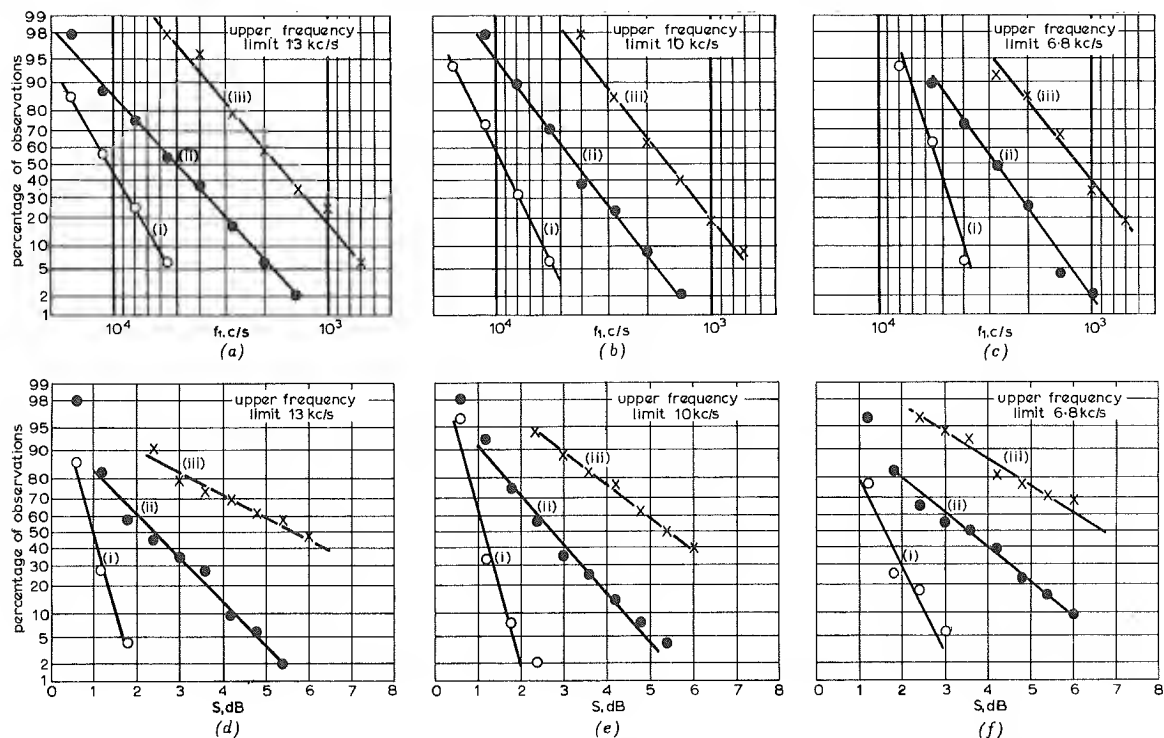 percentage of observations
99
98
95
90
80
70
60
50
40
30
20
10
5
2
1
upper frequency
limit 13 kc/s
(iii)
(ii)
(i)
10⁴
f₁, c/s
10³
(a)
upper frequency
limit 10 kc/s
(iii)
(ii)
(i)
10⁴
f₁, c/s
10³
(b)
upper frequency
limit 6·8 kc/s
(iii)
(ii)
(i)
10⁴
f₁, c/s
10³
(c)
percentage of observations
99
98
95
90
80
70
60
50
40
30
20
10
5
2
1
upper frequency
limit 13 kc/s
(iii)
(ii)
(i)
0 1 2 3 4 5 6 7 8
S, dB
(d)
upper frequency
limit 10 kc/s
(iii)
(ii)
(i)
0 1 2 3 4 5 6 7 8
S, dB
(e)
upper frequency
limit 6·8 kc/s
(iii)
(ii)
(i)
0 1 2 3 4 5 6 7 8
S, dB
(f)